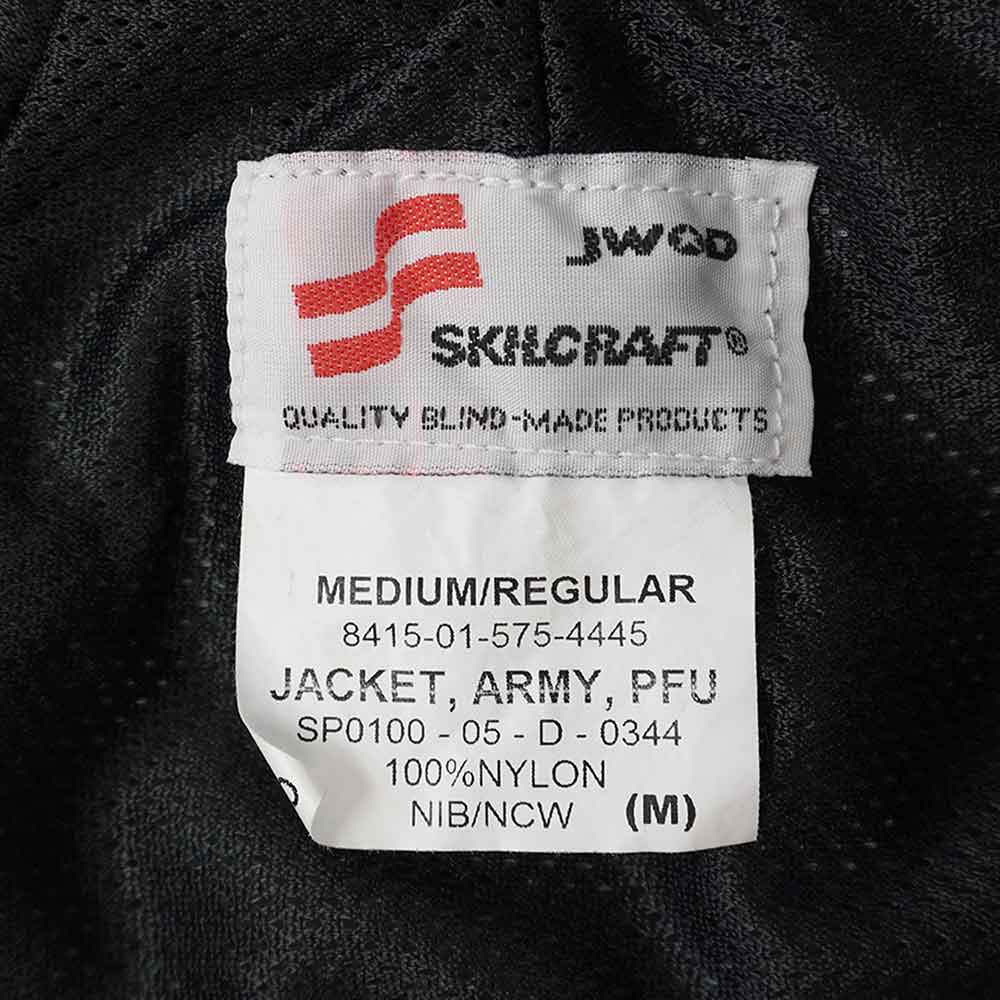 JWOD
SKILCRAFT®
QUALITY BLIND-MADE PRODUCTS
MEDIUM/REGULAR
8415-01-575-4445
JACKET, ARMY, PFU
SP0100 - 05 - D - 0344
100%NYLON
NIB/NCW (M)